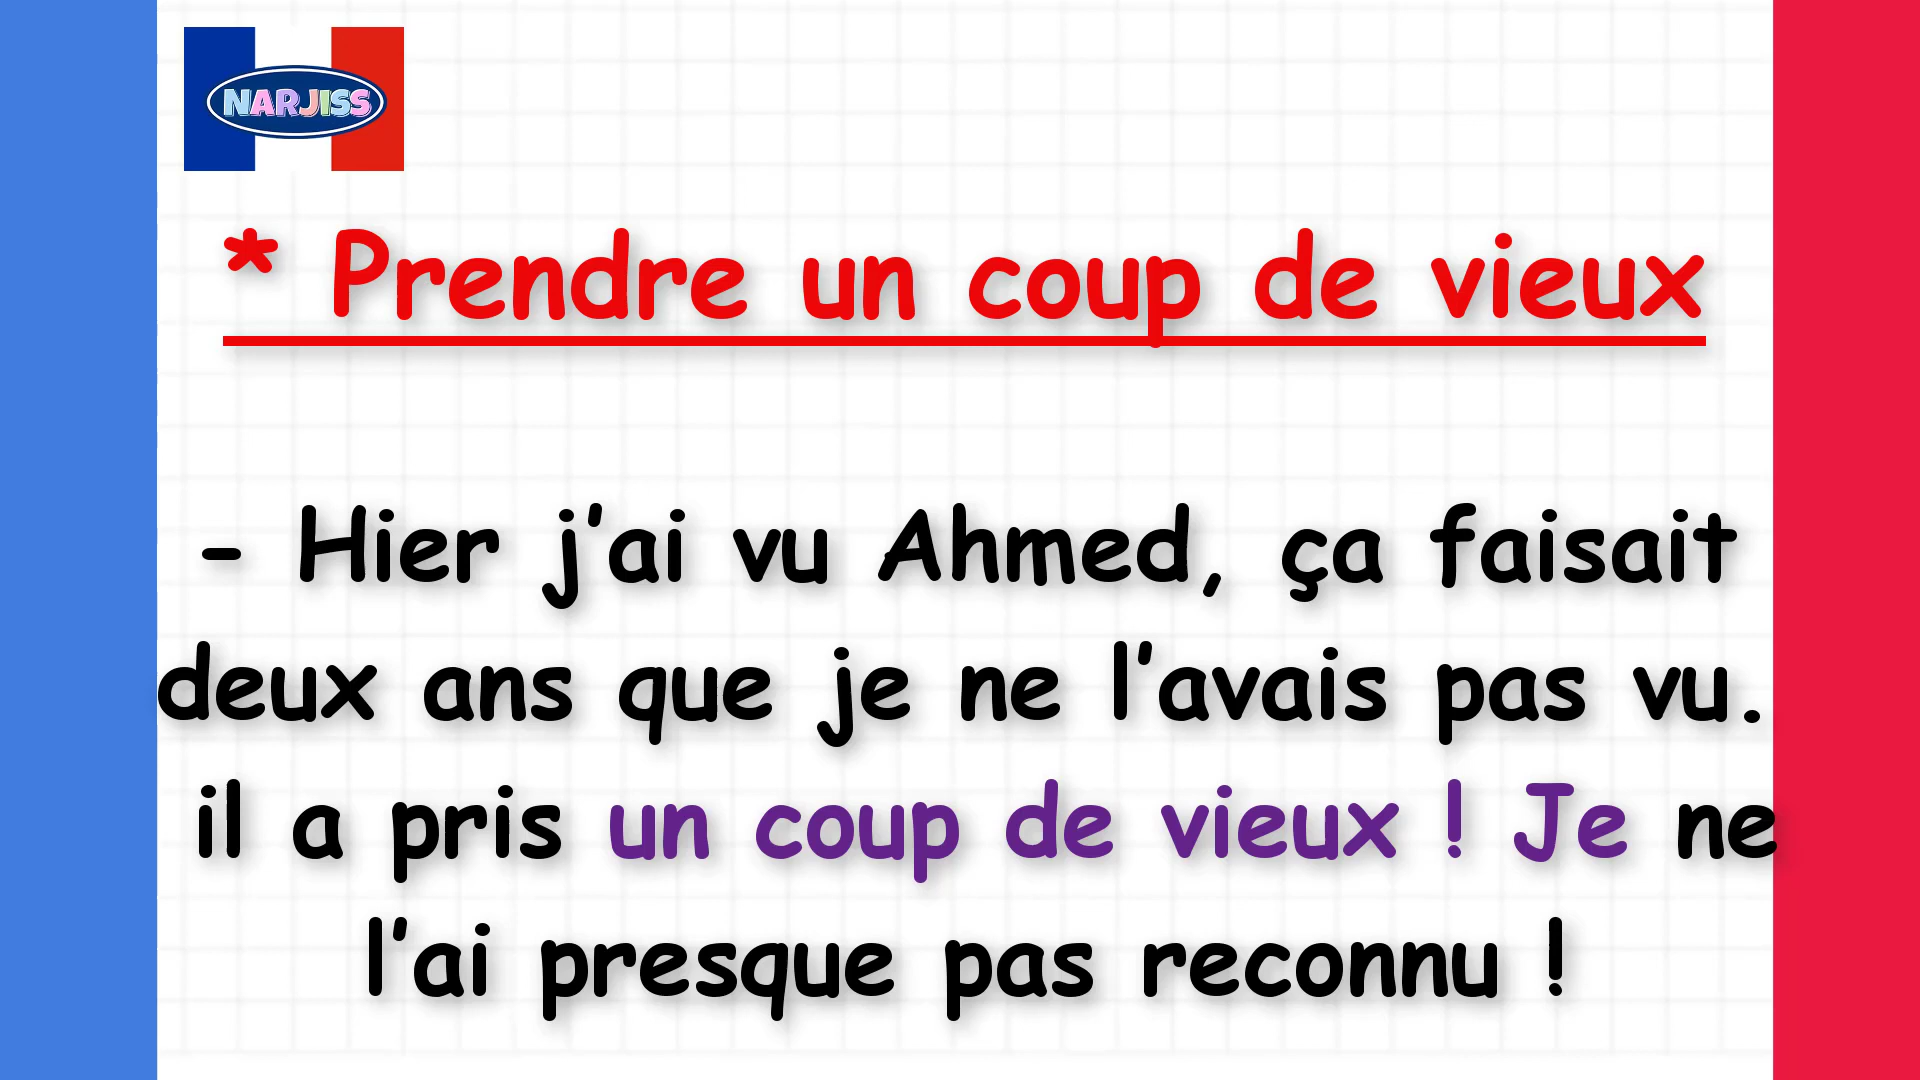 NARJISS
* Prendre un coup de vieux
- Hier j’ai vu Ahmed, ça faisait
deux ans que je ne l’avais pas vu.
il a pris un coup de vieux ! Je ne
l’ai presque pas reconnu !